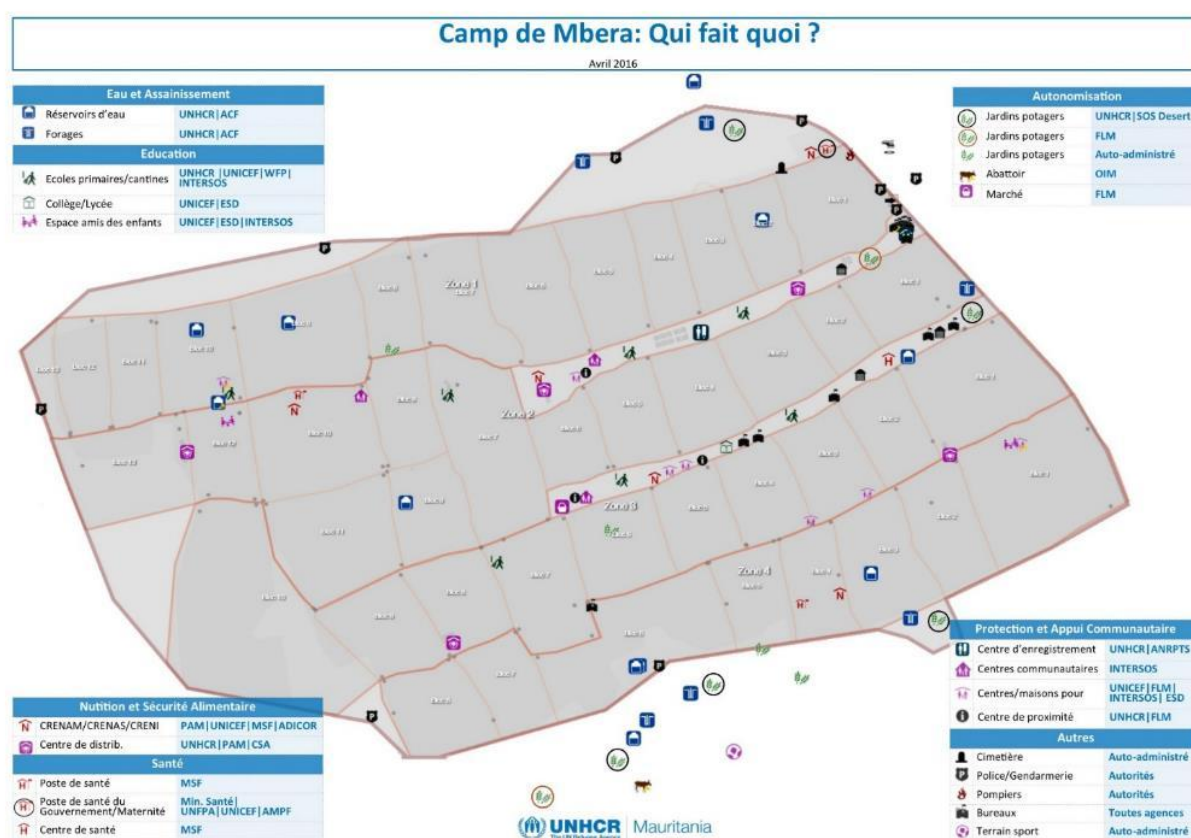 Camp de Mbera: Qui fait quoi ?
Avril 2016
Eau et Assainissement
Réservoirs d'eau UNHCR|ACF
Forages UNHCR|ACF
Education
Ecoles primaires/cantines UNHCR |UNICEF|WFP|
INTERSOS
Collège/Lycée UNICEF|ESD
Espace amis des enfants UNICEF|ESD|INTERSOS
Autonomisation
Jardins potagers UNHCR|SOS Desert
Jardins potagers FLM
Jardins potagers Auto-administré
Abattoir OIM
Marché FLM
Zone 1
Zone 2
Zone 3
Zone 4
Nutition et Sécurité Alimentaire
CRENAM/CRENAS/CRENI PAM|UNICEF|MSF|ADICOR
Centre de distrib. UNHCR|PAM|CSA
Santé
Poste de santé MSF
Poste de santé du
Gouvernement/Maternité
Min. Santé|
UNFPA|UNICEF|AMPF
Centre de santé MSF
Protection et Appui Communautaire
Centre d'enregistrement UNHCR|ANRPTS
Centres communautaires INTERSOS
Centres/maisons pour
UNICEF|FLM|
INTERSOS| ESD
Centre de proximité UNHCR|FLM
Autres
Cimetière Auto-administré
Police/Gendarmerie Autorités
Pompiers Autorités
Bureaux Toutes agences
Terrain sport Auto-administré
UNHCR Mauritania
The UN Refugee Agency